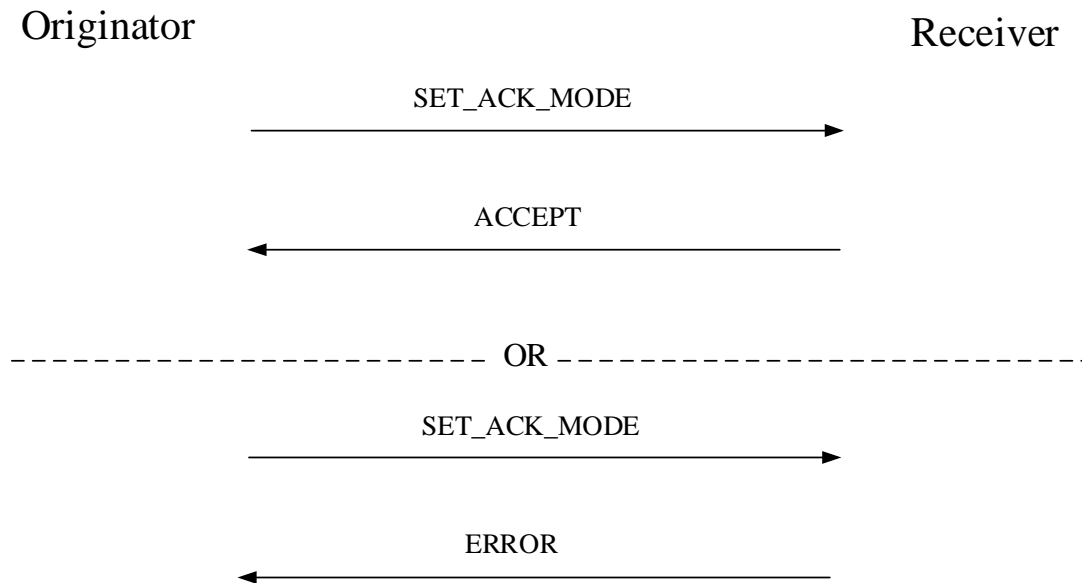 Originator
Receiver
SET_ACK_MODE
ACCEPT
OR
SET_ACK_MODE
ERROR